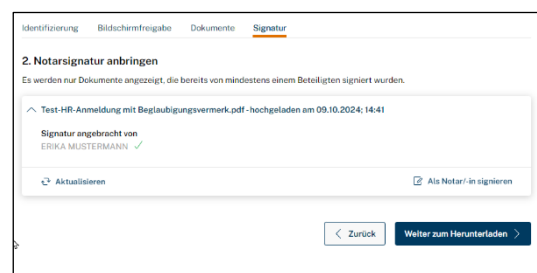 Identifizierung Bildschirmfreigabe Dokumente Signatur
2. Notarsignatur anbringen
Es werden nur Dokumente angezeigt, die bereits von mindestens einem Beteiligten signiert wurden.
Test-HR-Anmeldung mit Beglaubigungsvermerk.pdf - hochgeladen am 09.10.2024; 14:41
Signatur angebracht von
ERIKA MUSTERMANN
Aktualisieren Als Notar/-in signieren
Zurück Weiter zum Herunterladen